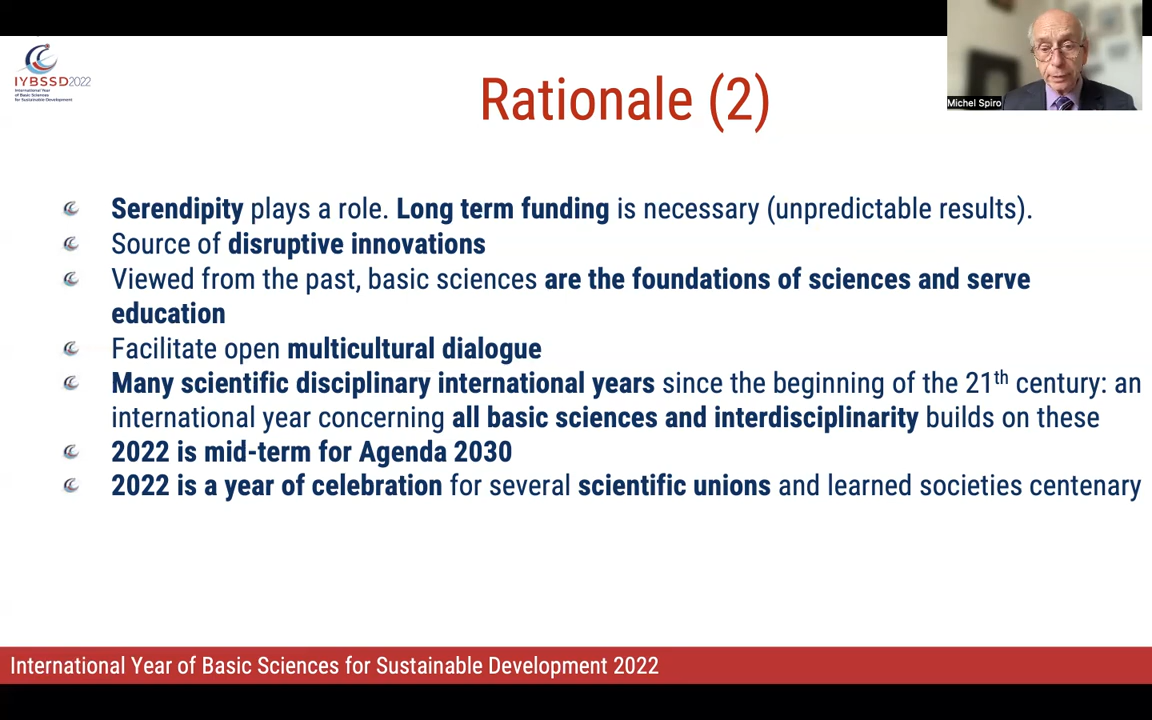 IYBSSD2022
International Year
of Basic Sciences
for Sustainable Development
Rationale (2)
Michel Spiro
Serendipity plays a role. Long term funding is necessary (unpredictable results).
Source of disruptive innovations
Viewed from the past, basic sciences are the foundations of sciences and serve
education
Facilitate open multicultural dialogue
Many scientific disciplinary international years since the beginning of the 21th century: an
international year concerning all basic sciences and interdisciplinarity builds on these
2022 is mid-term for Agenda 2030
2022 is a year of celebration for several scientific unions and learned societies centenary
International Year of Basic Sciences for Sustainable Development 2022